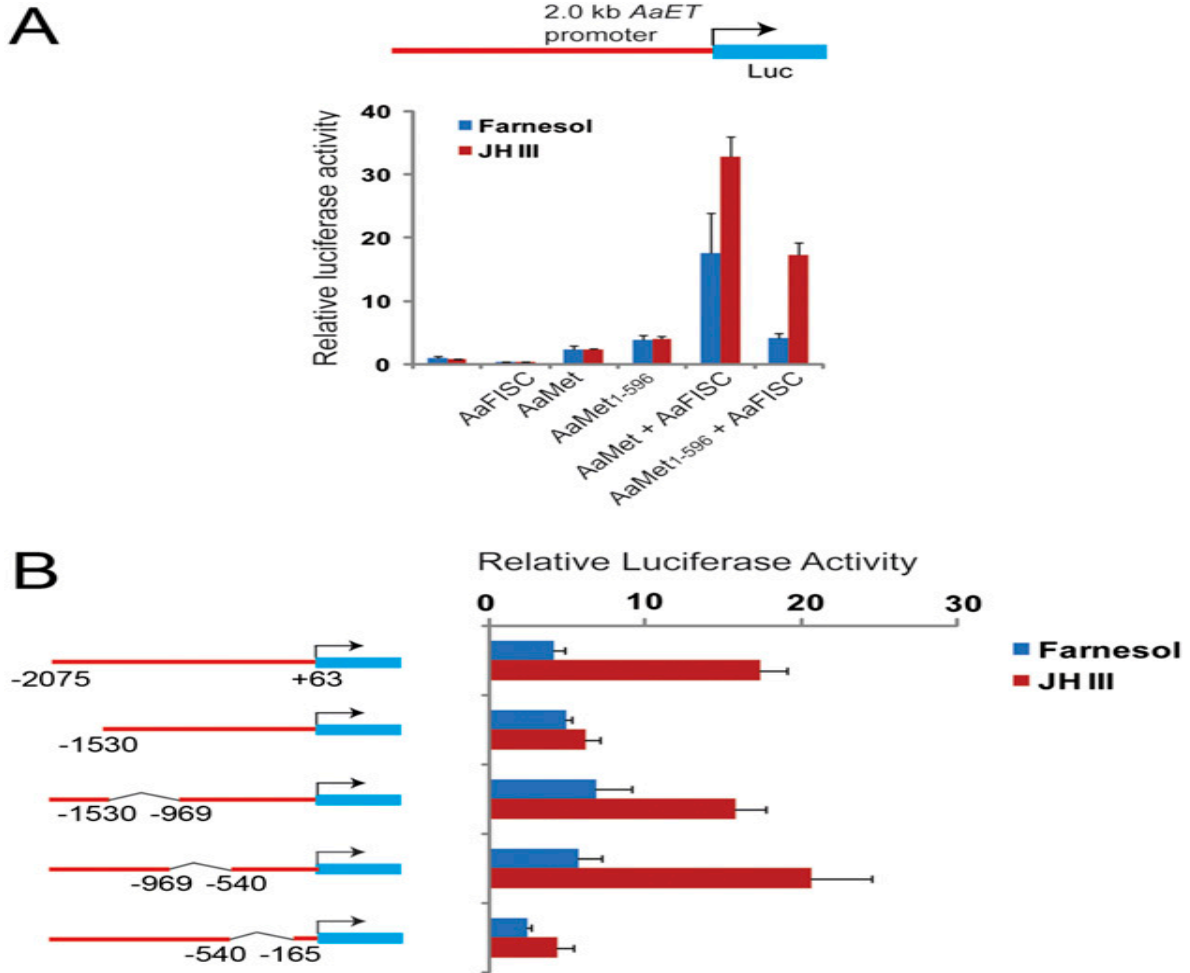 A
2.0 kb AaET
promoter
Luc
Relative luciferase activity
40
30
20
10
0
Farnesol
JH III
AaFISC
AaMet
AaMet1-596
AaMet + AaFISC
AaMet1-596 + AaFISC
B
Relative Luciferase Activity
0 10 20 30
Farnesol
JH III
-2075 +63
-1530
-1530 -969
-969 -540
-540 -165